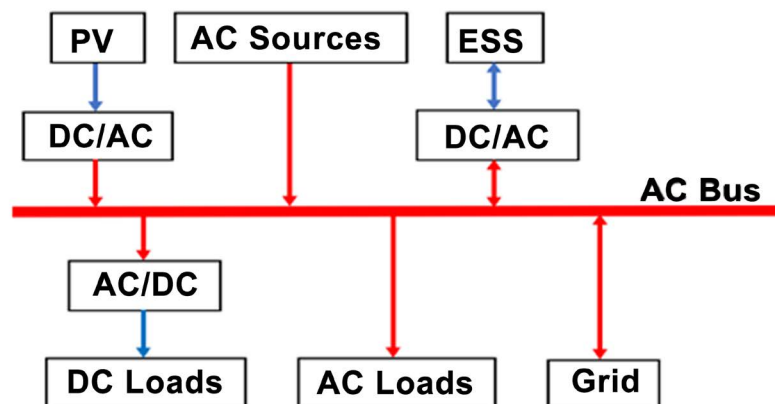 PV
AC Sources
ESS
DC/AC
DC/AC
AC Bus
AC/DC
DC Loads
AC Loads
Grid